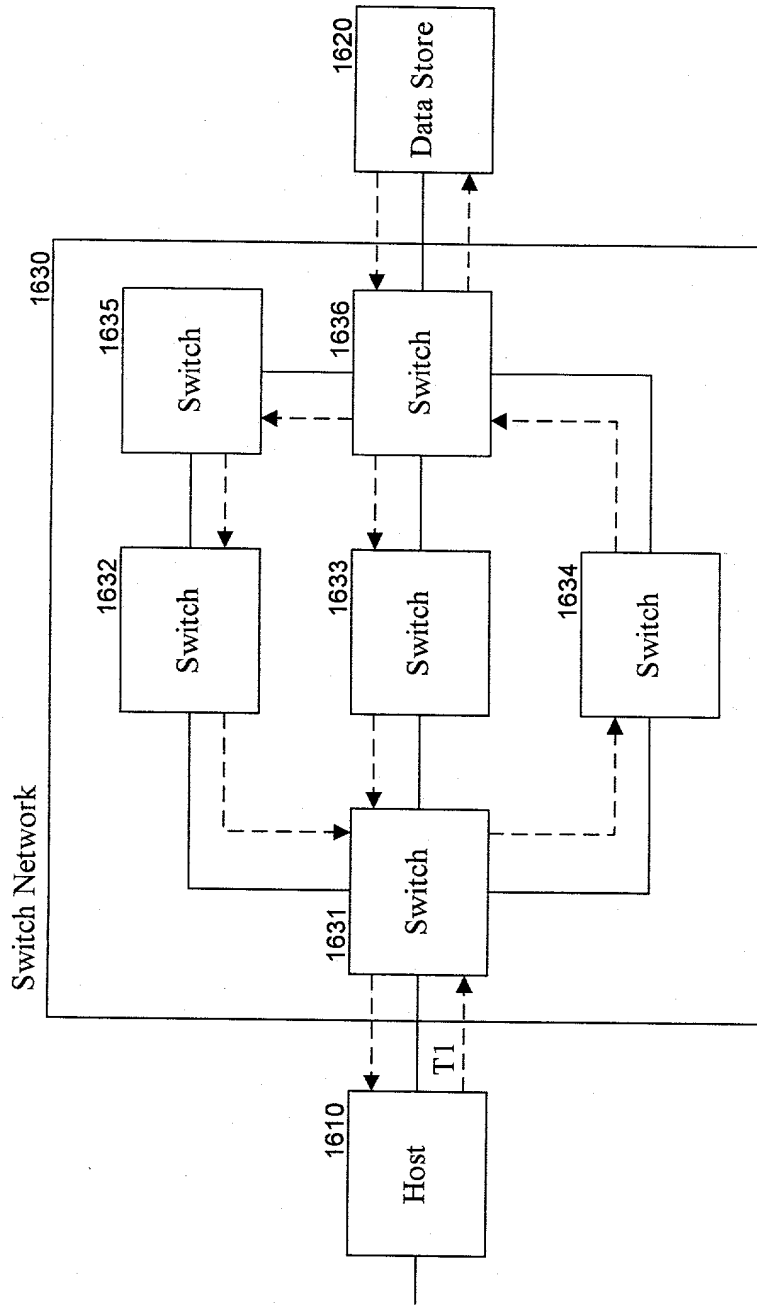 Switch Network
1630
1610
Host
T1
1631
Switch
1632
Switch
1633
Switch
1634
Switch
1635
Switch
1636
Switch
1620
Data Store